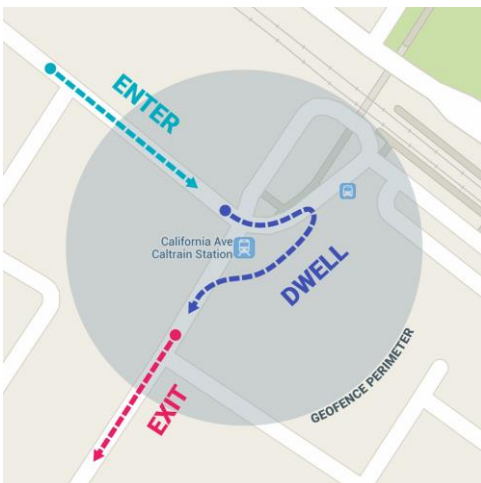 ENTER
California Ave
Caltrain Station
DWELL
GEOFENCE PERIMETER
EXIT